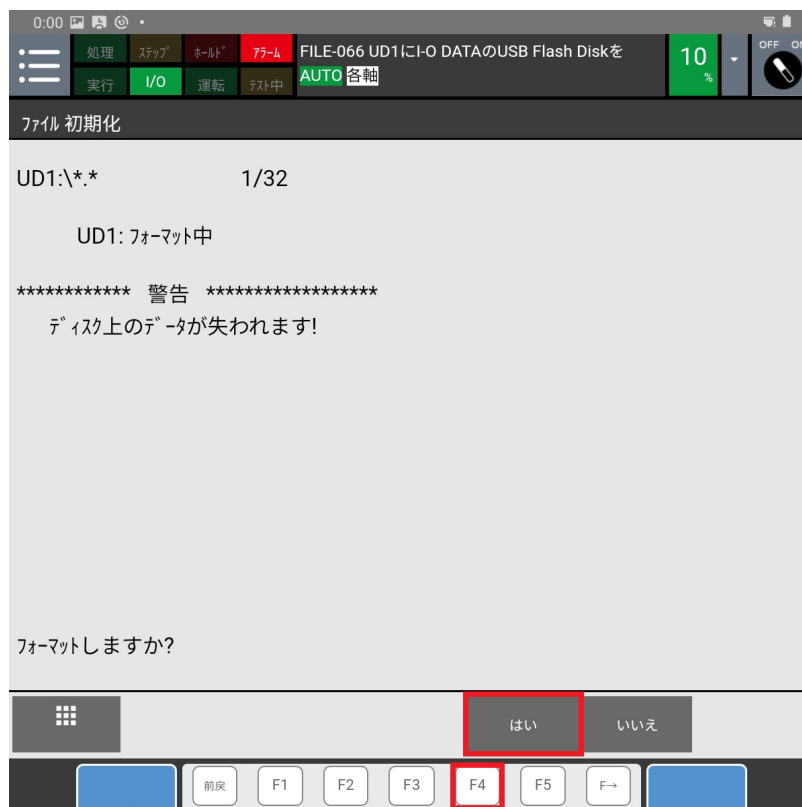 0:00
処理 ｽﾃｯﾌﾟ ﾎｰﾙﾄﾞ ｱﾗｰﾑ FILE-066 UD1にI-O DATAのUSB Flash Diskを 10 % OFF ON
実行 I/O 運転 ﾃｽﾄ中 AUTO 各軸
ﾌｧｲﾙ 初期化
UD1:\*.* 1/32
UD1: ﾌｫｰﾏｯﾄ中
************ 警告 ******************
ﾃﾞｨｽｸ上のﾃﾞｰﾀが失われます!
ﾌｫｰﾏｯﾄしますか?
はい いいえ
前戻 F1 F2 F3 F4 F5 F→